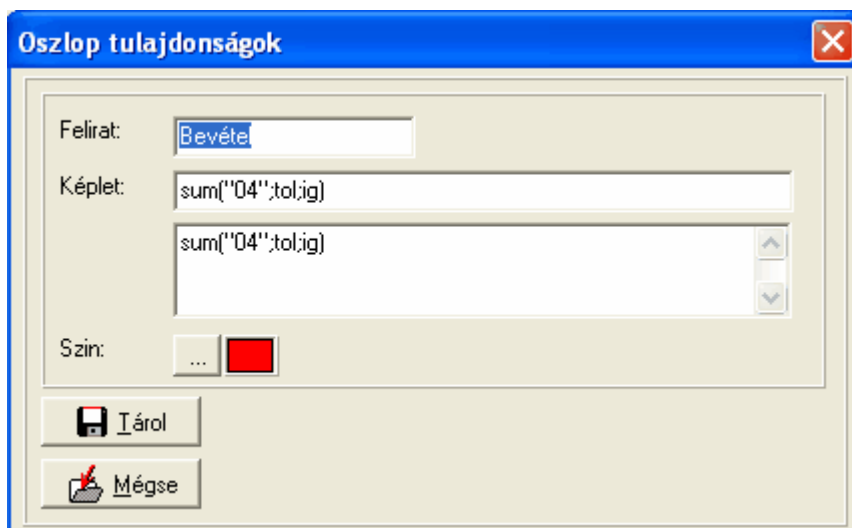 Oszlop tulajdonságok
Felirat: Bevétel
Képlet: sum("04";tol;ig)
sum("04";tol;ig)
Szin: ...
Tárol
Mégse